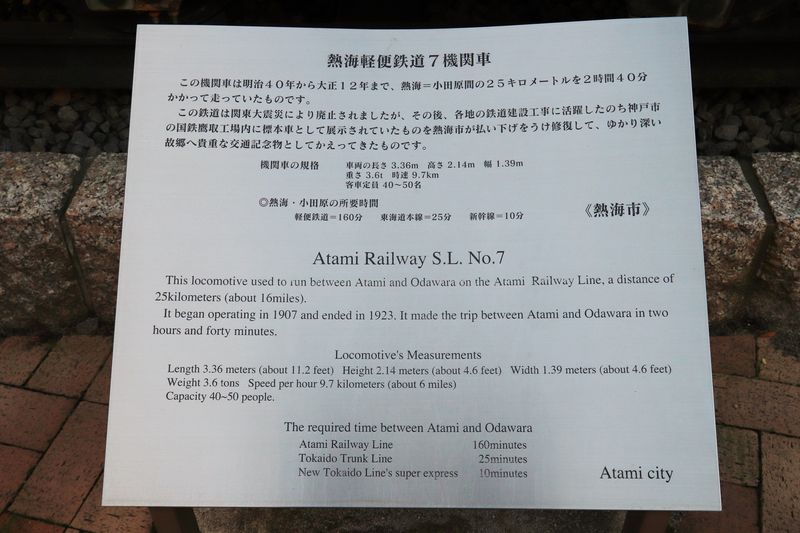 熱海軽便鉄道７機関車
この機関車は明治４０年から大正１２年まで、熱海＝小田原間の２５キロメートルを２時間４０分
かかって走っていたものです。
この鉄道は関東大震災により廃止されましたが、その後、各地の鉄道建設工事に活躍したのち神戸市
の国鉄鷹取工場内に標本車として展示されていたものを熱海市が払い下げをうけ修復して、ゆかり深い
故郷へ貴重な交通記念物としてかえってきたものです。
機関車の規格　車両の長さ 3.36m　高さ 2.14m　幅 1.39m
重さ 3.6t　時速 9.7km
客車定員 40〜50名
◎熱海・小田原の所要時間
軽便鉄道＝160分　東海道本線＝25分　新幹線＝10分
《熱海市》
Atami Railway S.L. No.7
This locomotive used to run between Atami and Odawara on the Atami Railway Line, a distance of
25kilometers (about 16miles).
It began operating in 1907 and ended in 1923. It made the trip between Atami and Odawara in two
hours and forty minutes.
Locomotive's Measurements
Length 3.36 meters (about 11.2 feet) Height 2.14 meters (about 4.6 feet) Width 1.39 meters (about 4.6 feet)
Weight 3.6 tons Speed per hour 9.7 kilometers (about 6 miles)
Capacity 40~50 people.
The required time between Atami and Odawara
Atami Railway Line 160minutes
Tokaido Trunk Line 25minutes
New Tokaido Line's super express 10minutes
Atami city